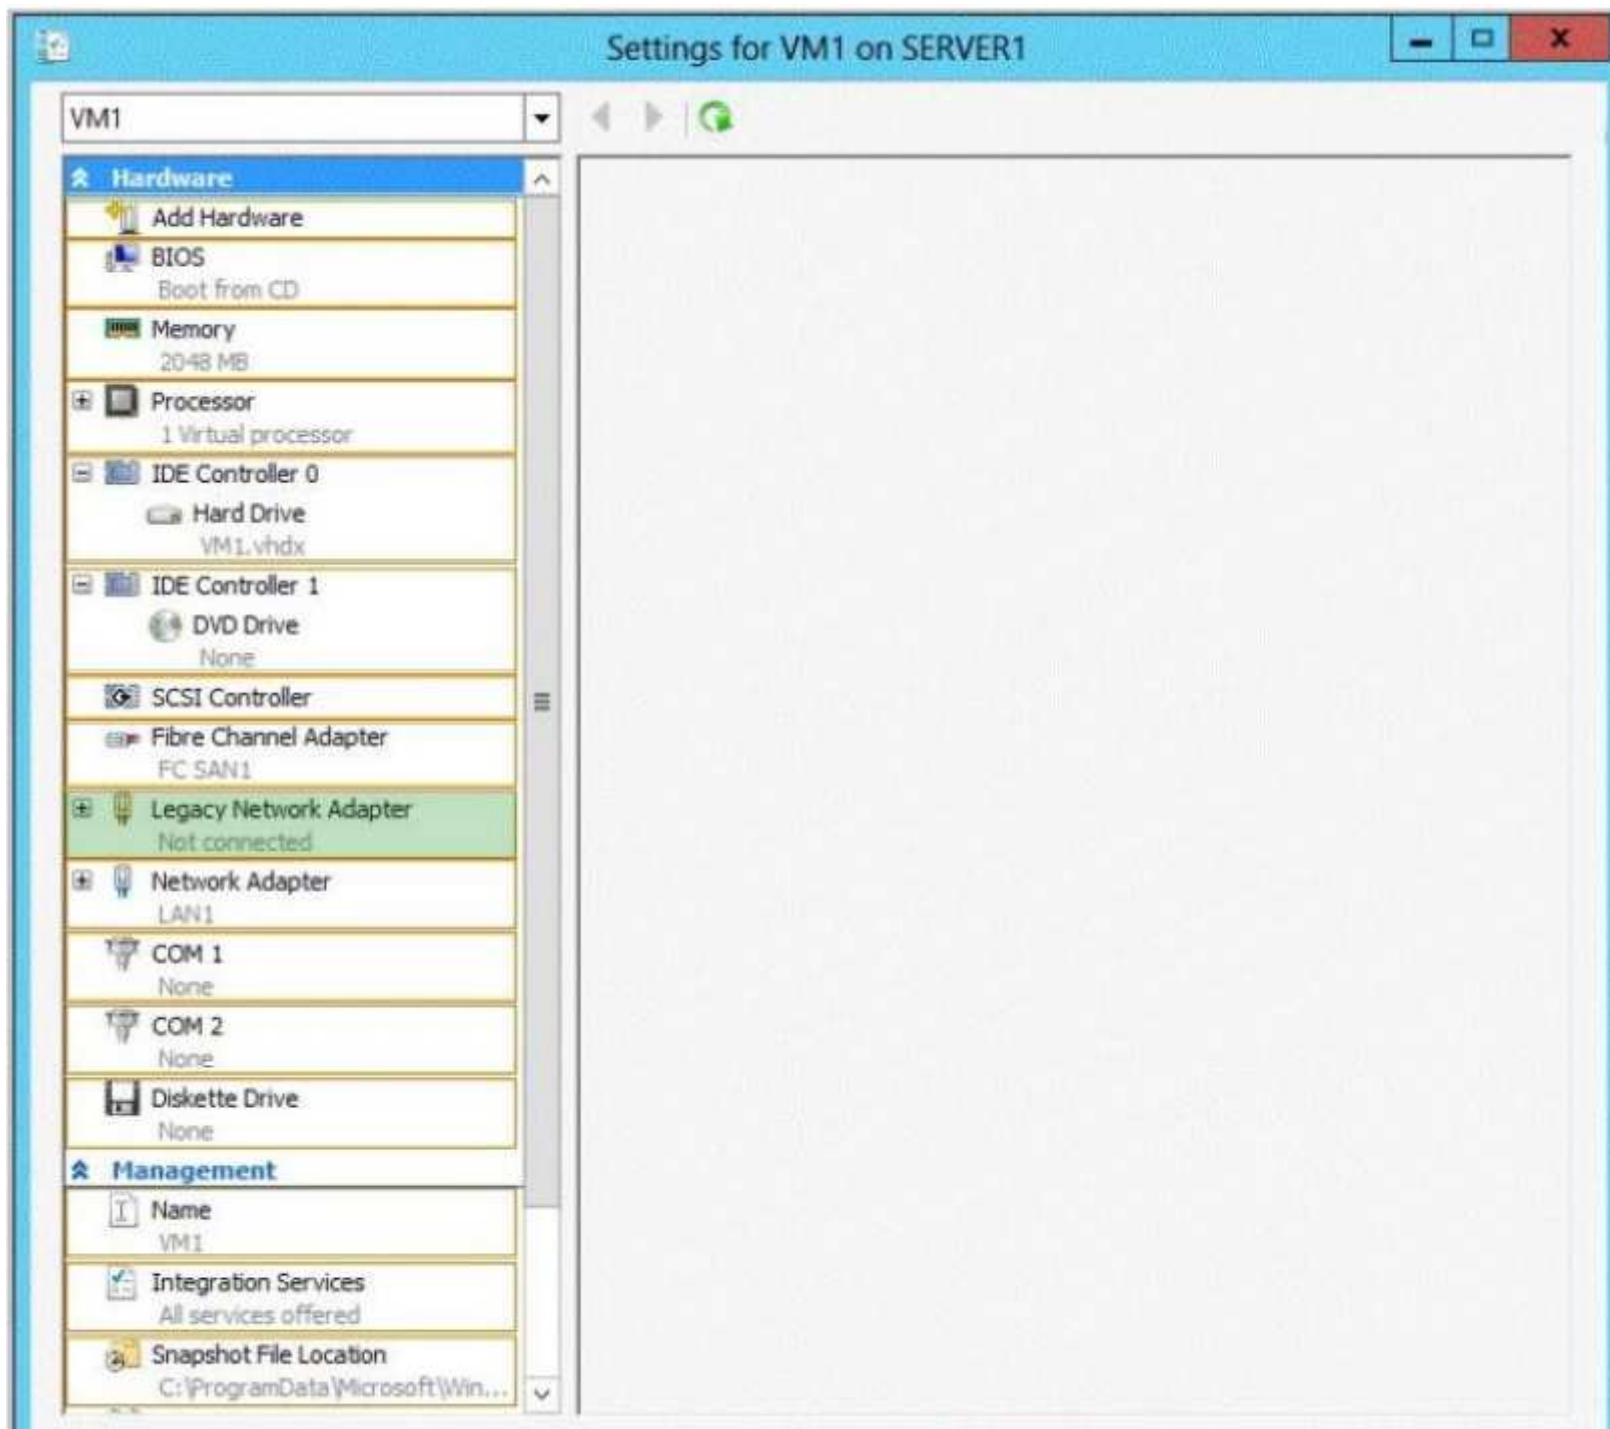 Settings for VM1 on SERVER1
VM1
Hardware
Add Hardware
BIOS
Boot from CD
Memory
2048 MB
Processor
1 Virtual processor
IDE Controller 0
Hard Drive
VM1.vhdx
IDE Controller 1
DVD Drive
None
SCSI Controller
Fibre Channel Adapter
FC SAN1
Legacy Network Adapter
Not connected
Network Adapter
LAN1
COM 1
None
COM 2
None
Diskette Drive
None
Management
Name
VM1
Integration Services
All services offered
Snapshot File Location
C:\ProgramData\Microsoft\Win...